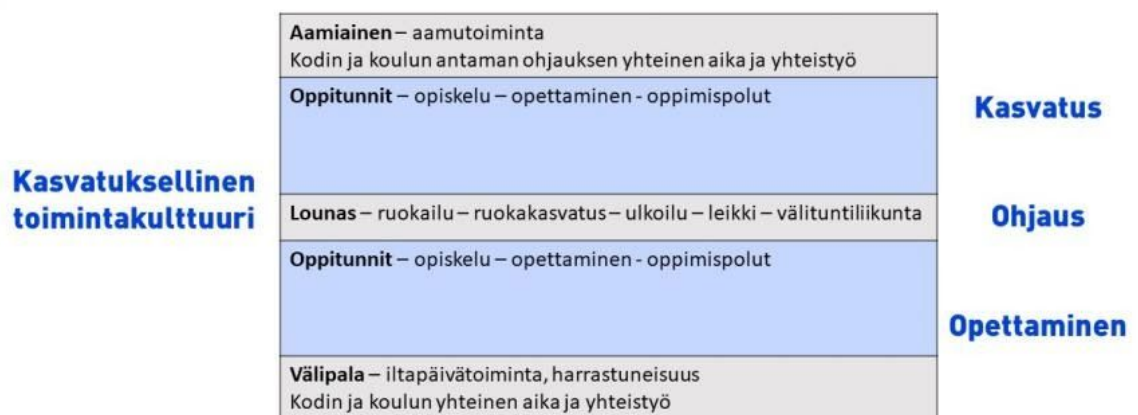 Aamiainen – aamutoiminta
Kodin ja koulun antaman ohjauksen yhteinen aika ja yhteistyö
Oppitunnit – opiskelu – opettaminen - oppimispolut
Kasvatus
Kasvatuksellinen
toimintakulttuuri
Lounas – ruokailu – ruokakasvatus – ulkoilu – leikki – välituntiliikunta
Ohjaus
Oppitunnit – opiskelu – opettaminen - oppimispolut
Opettaminen
Välipala – iltapäivätoiminta, harrastuneisuus
Kodin ja koulun yhteinen aika ja yhteistyö